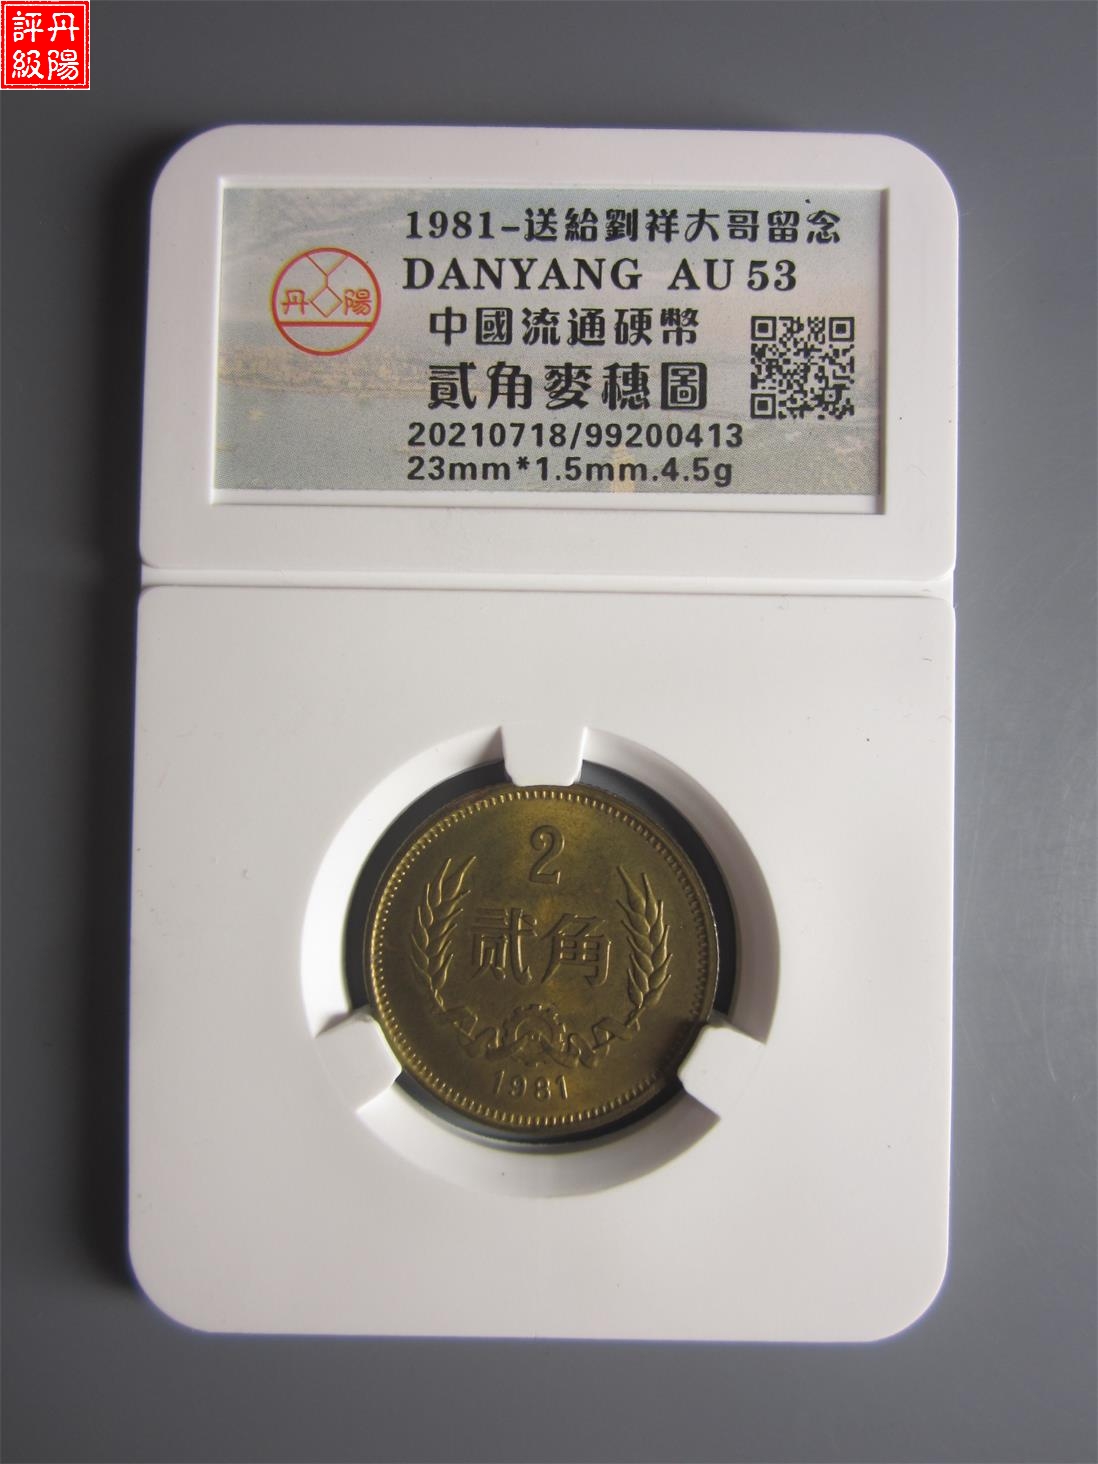 丹陽
評級
1981-送給劉祥大哥留念
DANYANG AU 53
丹 陽
中國流通硬幣
貳角麥穗圖
20210718/99200413
23mm*1.5mm.4.5g
2
贰角
1981